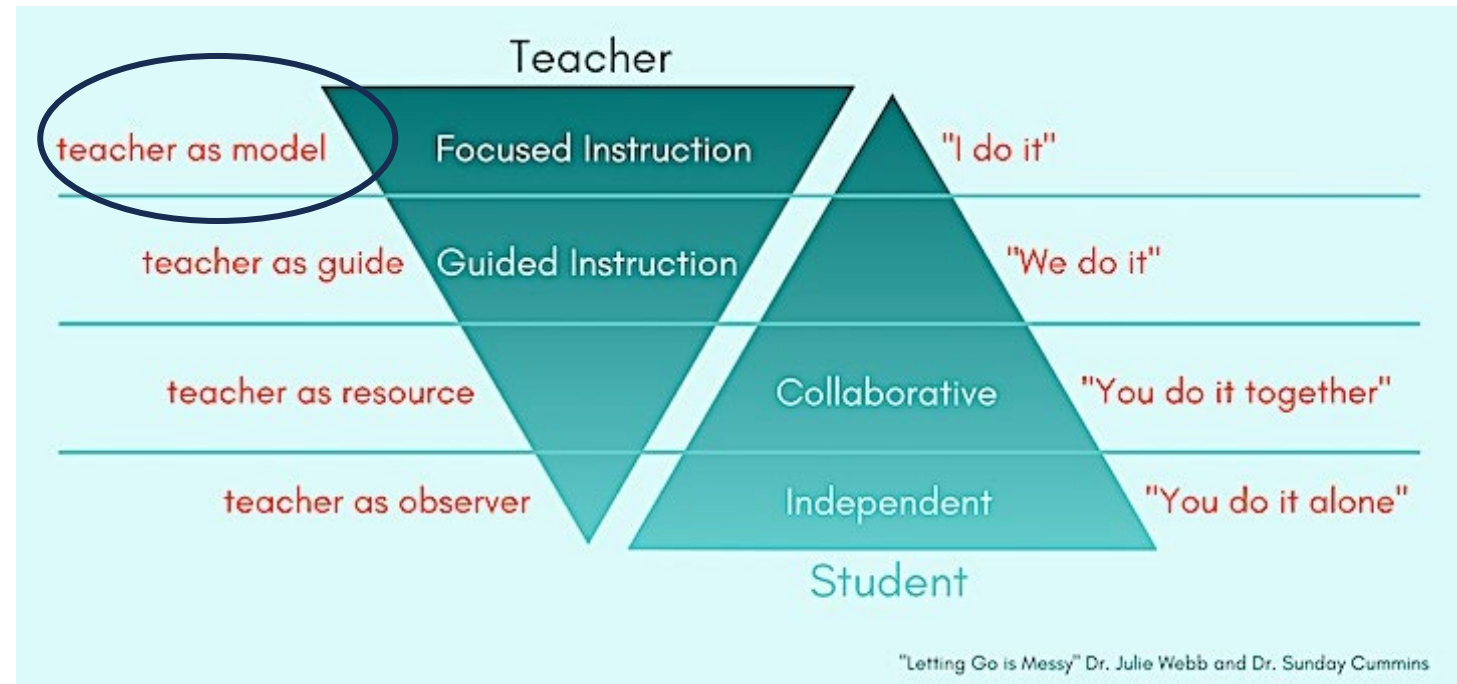 Teacher
teacher as model Focused Instruction "I do it"
teacher as guide Guided Instruction "We do it"
teacher as resource Collaborative "You do it together"
teacher as observer Independent "You do it alone"
Student
"Letting Go is Messy" Dr. Julie Webb and Dr. Sunday Cummins